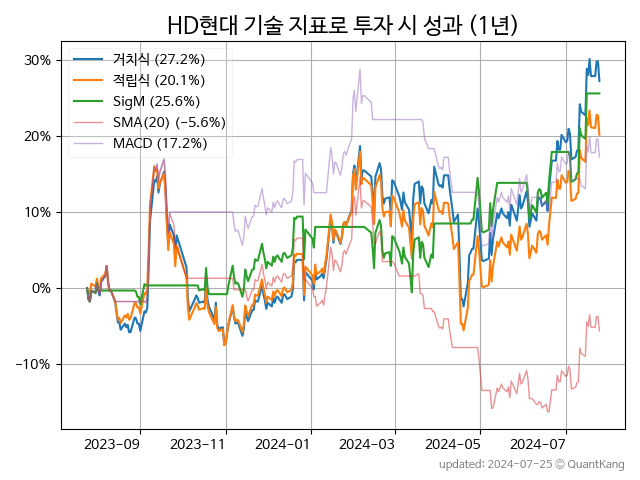 HD현대 기술 지표로 투자 시 성과 (1년)
거치식 (27.2%)
적립식 (20.1%)
SigM (25.6%)
SMA(20) (−5.6%)
MACD (17.2%)
30%
20%
10%
0%
−10%
2023-09 2023-11 2024-01 2024-03 2024-05 2024-07
updated: 2024-07-25 © QuantKang